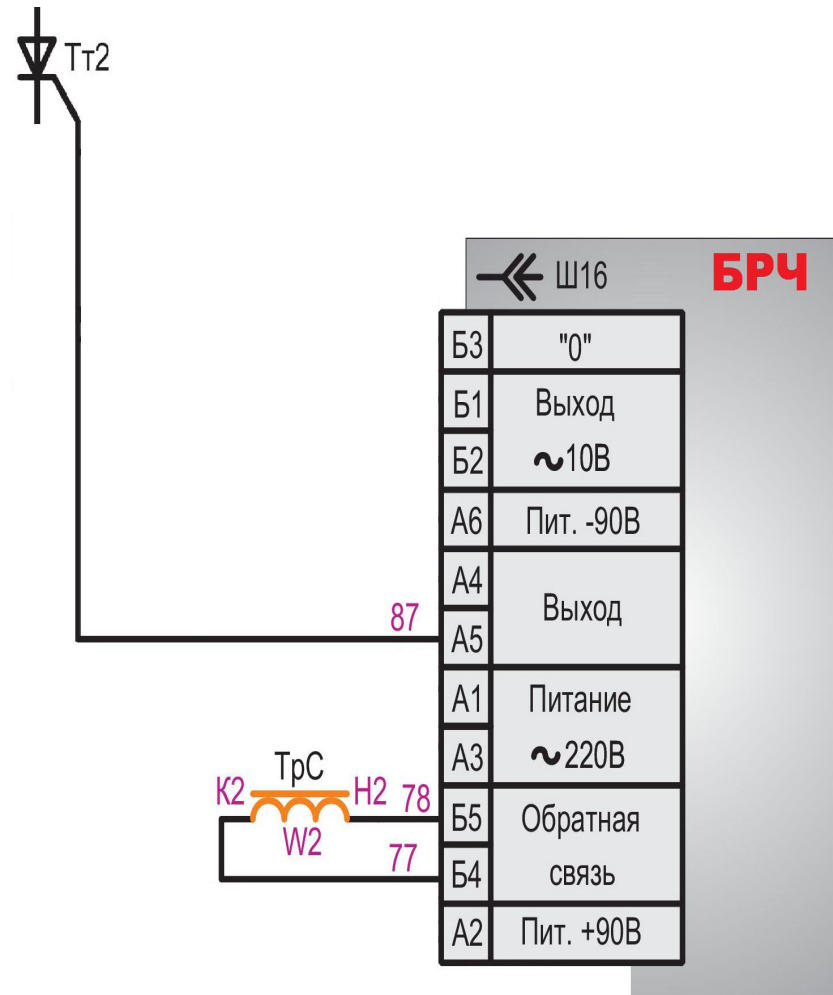 Тт2
Ш16 БРЧ
Б3 "0"
Б1 Выход
Б2 ~10В
А6 Пит. -90В
А4
Выход
87 А5
А1 Питание
А3 ~220В
ТрС
К2 Н2 78 Б5 Обратная
W2
77 Б4 связь
А2 Пит. +90В